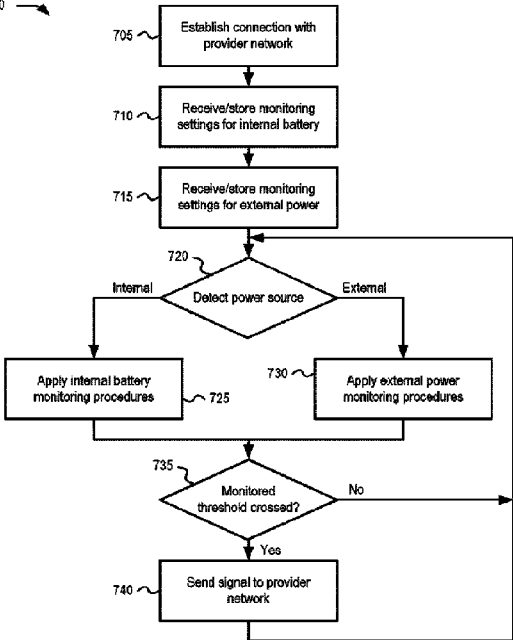 0
705
Establish connection with
provider network
710
Receive/store monitoring
settings for internal battery
715
Receive/store monitoring
settings for external power
720
Internal
Detect power source
External
Apply internal battery
monitoring procedures
725
730
Apply external power
monitoring procedures
735
Monitored
threshold crossed?
No
Yes
740
Send signal to provider
network